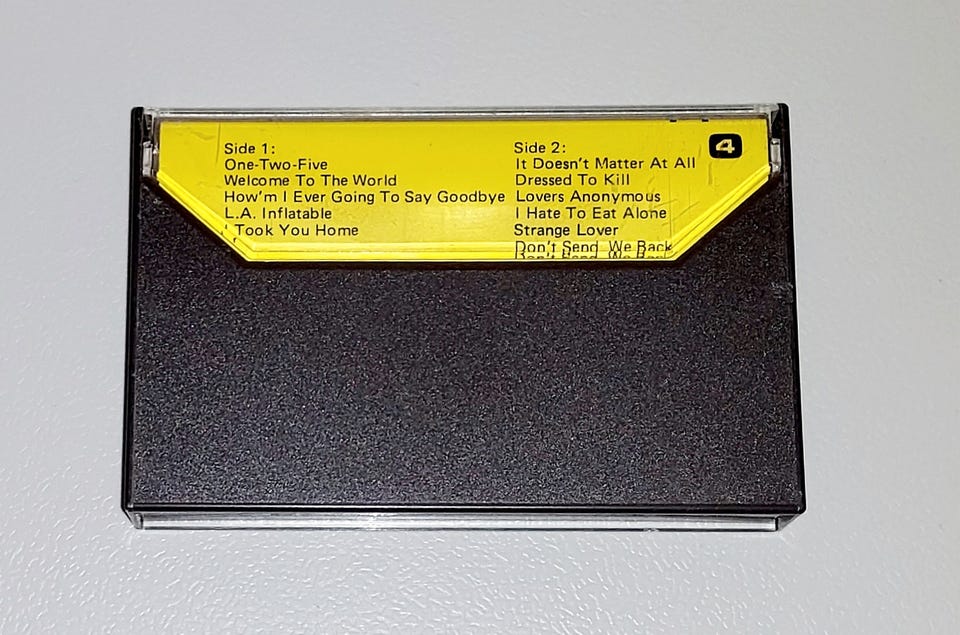 Side 1:
One-Two-Five
Welcome To The World
How'm I Ever Going To Say Goodbye
L.A. Inflatable
I Took You Home
Side 2:
It Doesn't Matter At All
Dressed To Kill
Lovers Anonymous
I Hate To Eat Alone
Strange Lover
Don't Send We Back
4